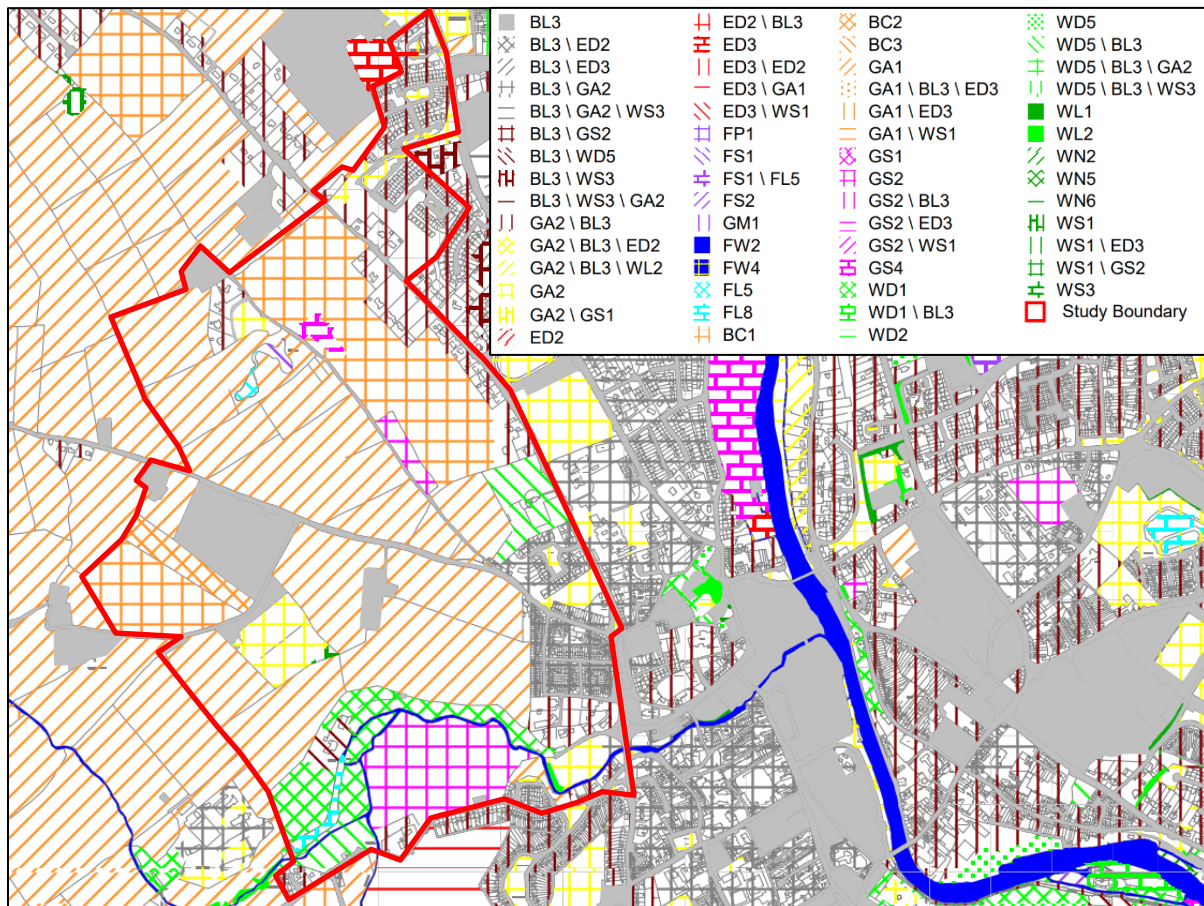 BL3
BL3 \ ED2
BL3 \ ED3
BL3 \ GA2
BL3 \ GA2 \ WS3
BL3 \ GS2
BL3 \ WD5
BL3 \ WS3
BL3 \ WS3 \ GA2
GA2 \ BL3
GA2 \ BL3 \ ED2
GA2 \ BL3 \ WL2
GA2
GA2 \ GS1
ED2
ED2 \ BL3
ED3
ED3 \ ED2
ED3 \ GA1
ED3 \ WS1
FP1
FS1
FS1 \ FL5
FS2
GM1
FW2
FW4
FL5
FL8
BC1
BC2
BC3
GA1
GA1 \ BL3 \ ED3
GA1 \ ED3
GA1 \ WS1
GS1
GS2
GS2 \ BL3
GS2 \ ED3
GS2 \ WS1
GS4
WD1
WD1 \ BL3
WD2
WD5
WD5 \ BL3
WD5 \ BL3 \ GA2
WD5 \ BL3 \ WS3
WL1
WL2
WN2
WN5
WN6
WS1
WS1 \ ED3
WS1 \ GS2
WS3
Study Boundary